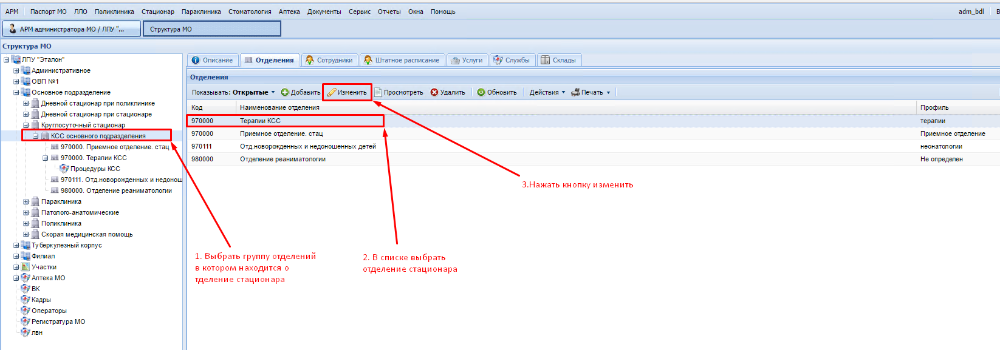 АРМ Паспорт МО ЛЛО Поликлиника Стационар Параклиника Стоматология Аптека Документы Сервис Отчеты Окна Помощь adm_bdl В
АРМ администратора МО / ЛПУ "... Структура МО
Структура МО
ЛПУ "Эталон"
Административное
ОВП №1
Основное подразделение
Дневной стационар при поликлинике
Дневной стационар при стационаре
Круглосуточный стационар
КСС основного подразделения
970000. Приемное отделение. стац
970000. Терапии КСС
Процедуры КСС
970111. Отд.новорожденных и недонош
980000. Отделение реаниматологии
Параклиника
Патолого-анатомические
Поликлиника
Скорая медицинская помощь
Туберкулезный корпус
Филиал
Участки
Аптека МО
ВК
Кадры
Операторы
Регистратура МО
лвн
Описание Отделения Сотрудники Штатное расписание Услуги Службы Склады
Отделения
Показывать: Открытые Добавить Изменить Просмотреть Удалить Обновить Действия Печать
Код Наименование отделения Профиль
970000 Терапии КСС терапии
970000 Приемное отделение. стац Приемное отделение
970111 Отд.новорожденных и недоношенных детей неонатологии
980000 Отделение реаниматологии Не определен
1. Выбрать группу отделений
в котором находится о
тделение стационара
2. В списке выбрать
отделение стационара
3.Нажать кнопку изменить